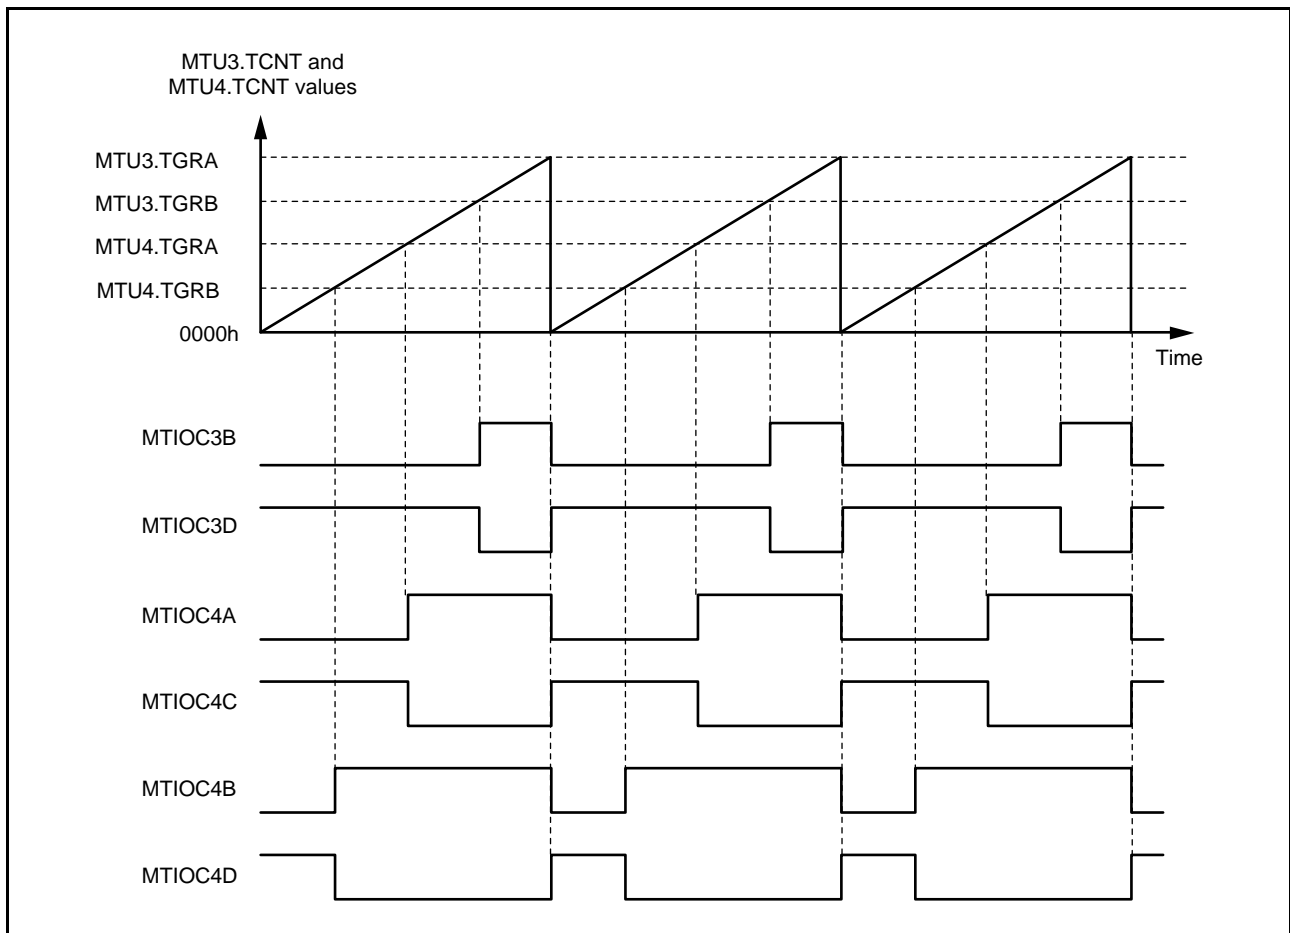 MTU3.TCNT and
MTU4.TCNT values
MTU3.TGRA
MTU3.TGRB
MTU4.TGRA
MTU4.TGRB
0000h
Time
MTIOC3B
MTIOC3D
MTIOC4A
MTIOC4C
MTIOC4B
MTIOC4D